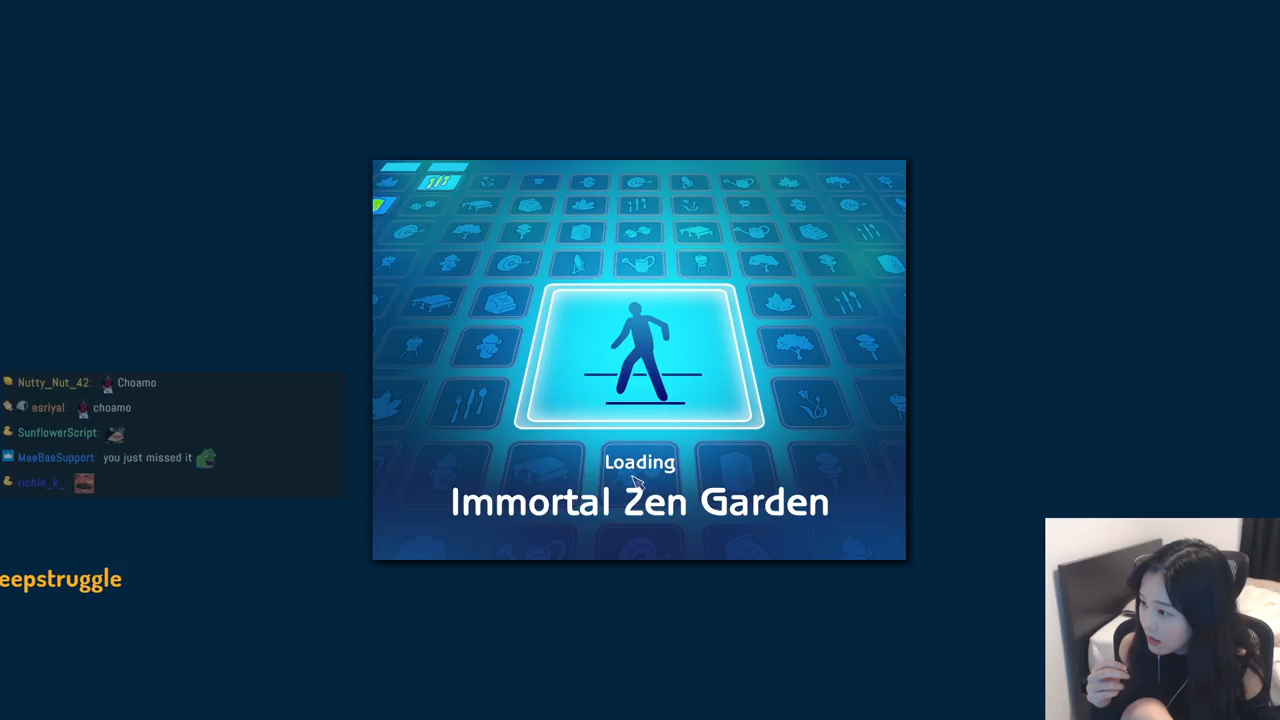 Nutty_Nut_42: Choamo
esriyal: choamo
SunflowerScript:
MaeBaeSupport: you just missed it
richie_k_
eepstruggle
Loading
Immortal Zen Garden